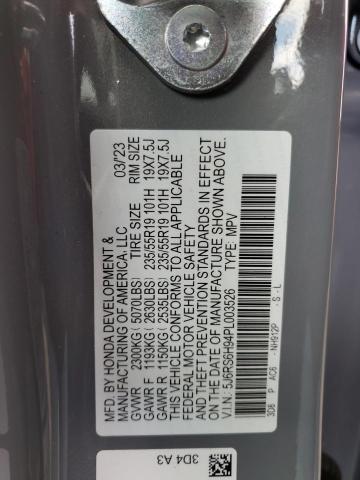 MFD. BY HONDA DEVELOPMENT &
MANUFACTURING OF AMERICA, LLC 03/'23
GVWR 2300KG (5070LBS) TIRE SIZE RIM SIZE
GAWR F 1193KG (2630LBS) 235/55R19 101H 19X7.5J
GAWR R 1150KG (2535LBS) 235/55R19 101H 19X7.5J
THIS VEHICLE CONFORMS TO ALL APPLICABLE
FEDERAL MOTOR VEHICLE SAFETY
AND THEFT PREVENTION STANDARDS IN EFFECT
ON THE DATE OF MANUFACTURE SHOWN ABOVE.
V.I.N: 5J6RS6H94PL003526 TYPE: MPV
3D8 P AC6 -NH912P - S - L
3D4 A3